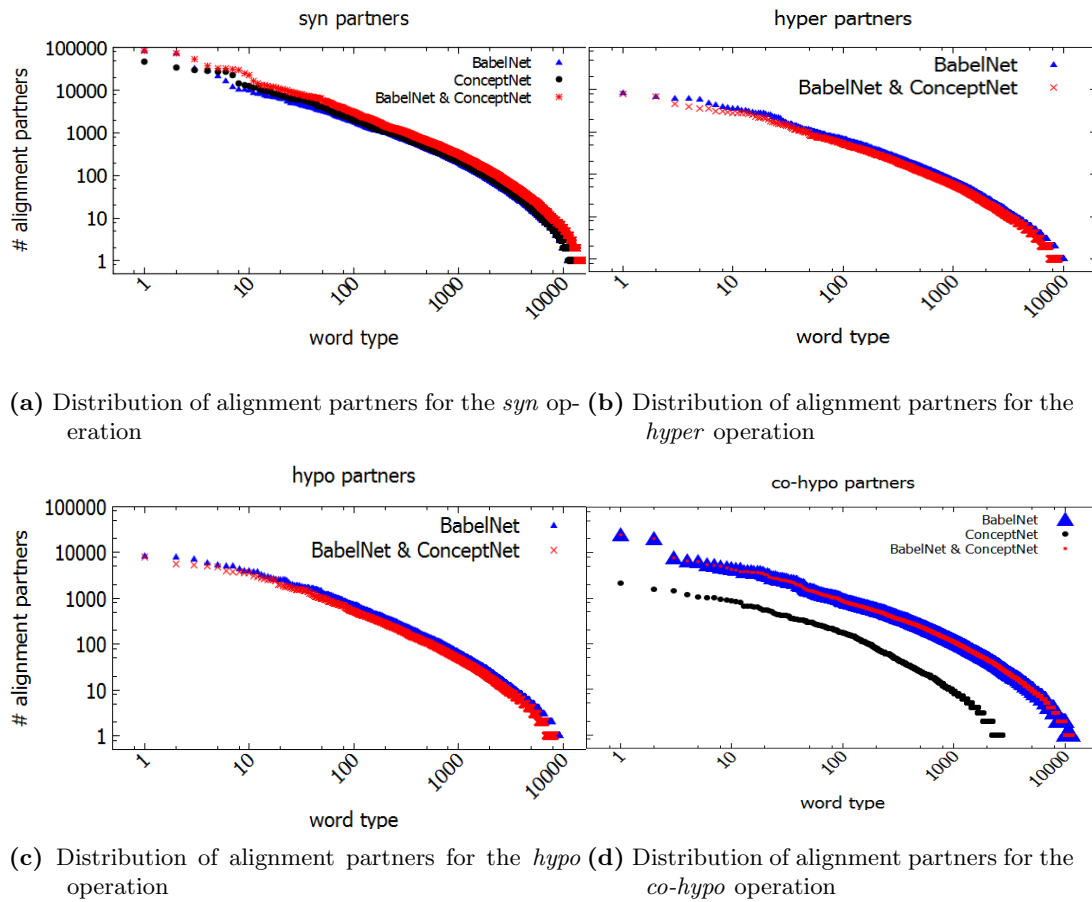 syn partners
100000
10000
1000
100
10
1
# alignment partners
BabelNet
ConceptNet
BabelNet & ConceptNet
1
10
100
1000
10000
word type
hyper partners
BabelNet
BabelNet & ConceptNet
1
10
100
1000
10000
word type
(a) Distribution of alignment partners for the syn op-
eration
(b) Distribution of alignment partners for the
hyper operation
hypo partners
100000
10000
1000
100
10
1
# alignment partners
BabelNet
BabelNet & ConceptNet
1
10
100
1000
10000
word type
co-hypo partners
BabelNet
ConceptNet
BabelNet & ConceptNet
1
10
100
1000
10000
word type
(c) Distribution of alignment partners for the hypo
operation
(d) Distribution of alignment partners for the
co-hypo operation